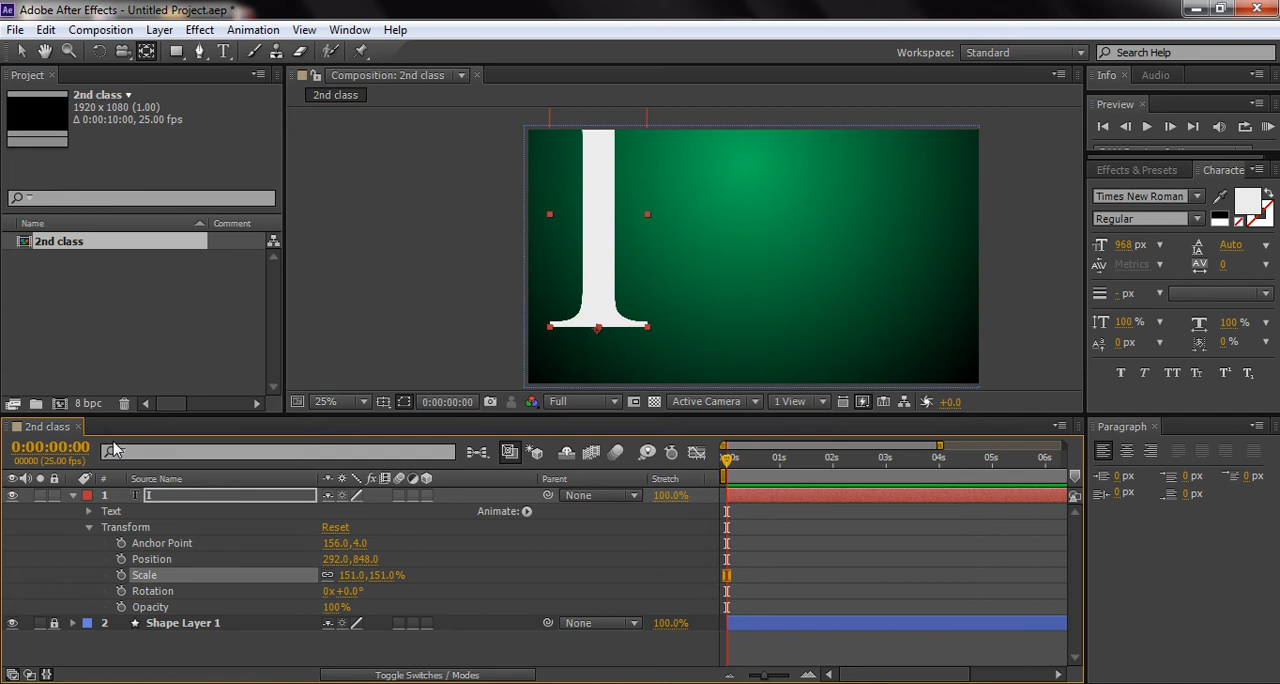 Adobe After Effects - Untitled Project.aep *
File Edit Composition Layer Effect Animation View Window Help
Workspace: Standard Search Help
Project
2nd class
1920 x 1080 (1.00)
Δ 0:00:10:00, 25.00 fps
Name Comment
2nd class
8 bpc
Composition: 2nd class
2nd class
I
25% 0:00:00:00 Full Active Camera 1 View +0.0
Info Audio
Preview
Effects & Presets Characte
Times New Roman
Regular
968 px Auto
Metrics 0
- px
100 % 100 %
0 px 0 %
T T TT Tt T¹ T₁
2nd class
0:00:00:00
00000 (25.00 fps)
# Source Name Parent Stretch
1 T I None 100.0%
Text Animate:
Transform Reset
Anchor Point 156.0,4.0
Position 292.0,848.0
Scale 151.0,151.0%
Rotation 0x+0.0°
Opacity 100%
2 Shape Layer 1 None 100.0%
Toggle Switches / Modes
00s 01s 02s 03s 04s 05s 06s
Paragraph
0 px 0 px 0 px
0 px 0 px